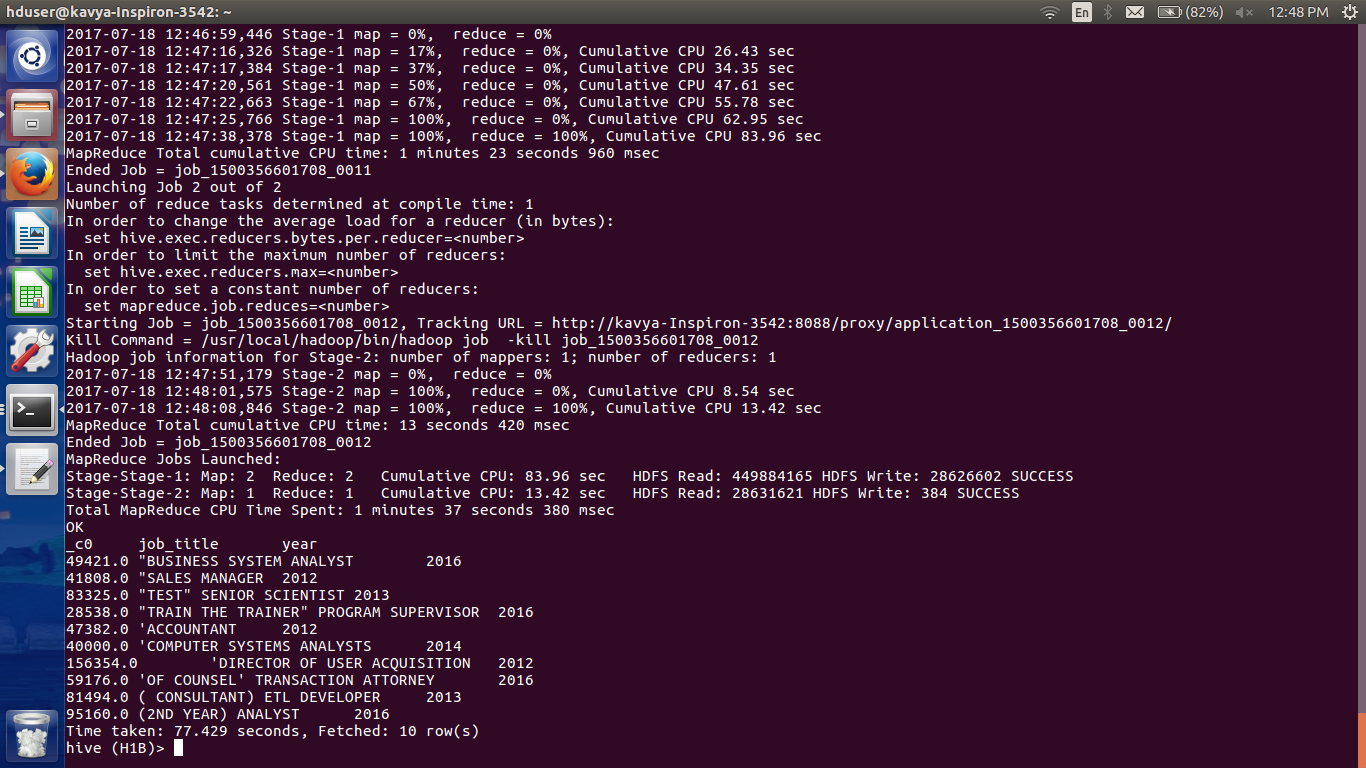 hduser@kavya-Inspiron-3542: ~
En
(82%)
12:48 PM
2017-07-18 12:46:59,446 Stage-1 map = 0%,  reduce = 0%
2017-07-18 12:47:16,326 Stage-1 map = 17%,  reduce = 0%, Cumulative CPU 26.43 sec
2017-07-18 12:47:17,384 Stage-1 map = 37%,  reduce = 0%, Cumulative CPU 34.35 sec
2017-07-18 12:47:20,561 Stage-1 map = 50%,  reduce = 0%, Cumulative CPU 47.61 sec
2017-07-18 12:47:22,663 Stage-1 map = 67%,  reduce = 0%, Cumulative CPU 55.78 sec
2017-07-18 12:47:25,766 Stage-1 map = 100%,  reduce = 0%, Cumulative CPU 62.95 sec
2017-07-18 12:47:38,378 Stage-1 map = 100%,  reduce = 100%, Cumulative CPU 83.96 sec
MapReduce Total cumulative CPU time: 1 minutes 23 seconds 960 msec
Ended Job = job_1500356601708_0011
Launching Job 2 out of 2
Number of reduce tasks determined at compile time: 1
In order to change the average load for a reducer (in bytes):
  set hive.exec.reducers.bytes.per.reducer=<number>
In order to limit the maximum number of reducers:
  set hive.exec.reducers.max=<number>
In order to set a constant number of reducers:
  set mapreduce.job.reduces=<number>
Starting Job = job_1500356601708_0012, Tracking URL = http://kavya-Inspiron-3542:8088/proxy/application_1500356601708_0012/
Kill Command = /usr/local/hadoop/bin/hadoop job  -kill job_1500356601708_0012
Hadoop job information for Stage-2: number of mappers: 1; number of reducers: 1
2017-07-18 12:47:51,179 Stage-2 map = 0%,  reduce = 0%
2017-07-18 12:48:01,575 Stage-2 map = 100%,  reduce = 0%, Cumulative CPU 8.54 sec
2017-07-18 12:48:08,846 Stage-2 map = 100%,  reduce = 100%, Cumulative CPU 13.42 sec
MapReduce Total cumulative CPU time: 13 seconds 420 msec
Ended Job = job_1500356601708_0012
MapReduce Jobs Launched:
Stage-Stage-1: Map: 2  Reduce: 2   Cumulative CPU: 83.96 sec   HDFS Read: 449884165 HDFS Write: 28626602 SUCCESS
Stage-Stage-2: Map: 1  Reduce: 1   Cumulative CPU: 13.42 sec   HDFS Read: 28631621 HDFS Write: 384 SUCCESS
Total MapReduce CPU Time Spent: 1 minutes 37 seconds 380 msec
OK
_c0     job_title       year
49421.0 "BUSINESS SYSTEM ANALYST        2016
41808.0 "SALES MANAGER  2012
83325.0 "TEST" SENIOR SCIENTIST 2013
28538.0 "TRAIN THE TRAINER" PROGRAM SUPERVISOR  2016
47382.0 'ACCOUNTANT     2012
40000.0 'COMPUTER SYSTEMS ANALYSTS      2014
156354.0        'DIRECTOR OF USER ACQUISITION   2012
59176.0 'OF COUNSEL' TRANSACTION ATTORNEY       2016
81494.0 ( CONSULTANT) ETL DEVELOPER     2013
95160.0 (2ND YEAR) ANALYST      2016
Time taken: 77.429 seconds, Fetched: 10 row(s)
hive (H1B)>